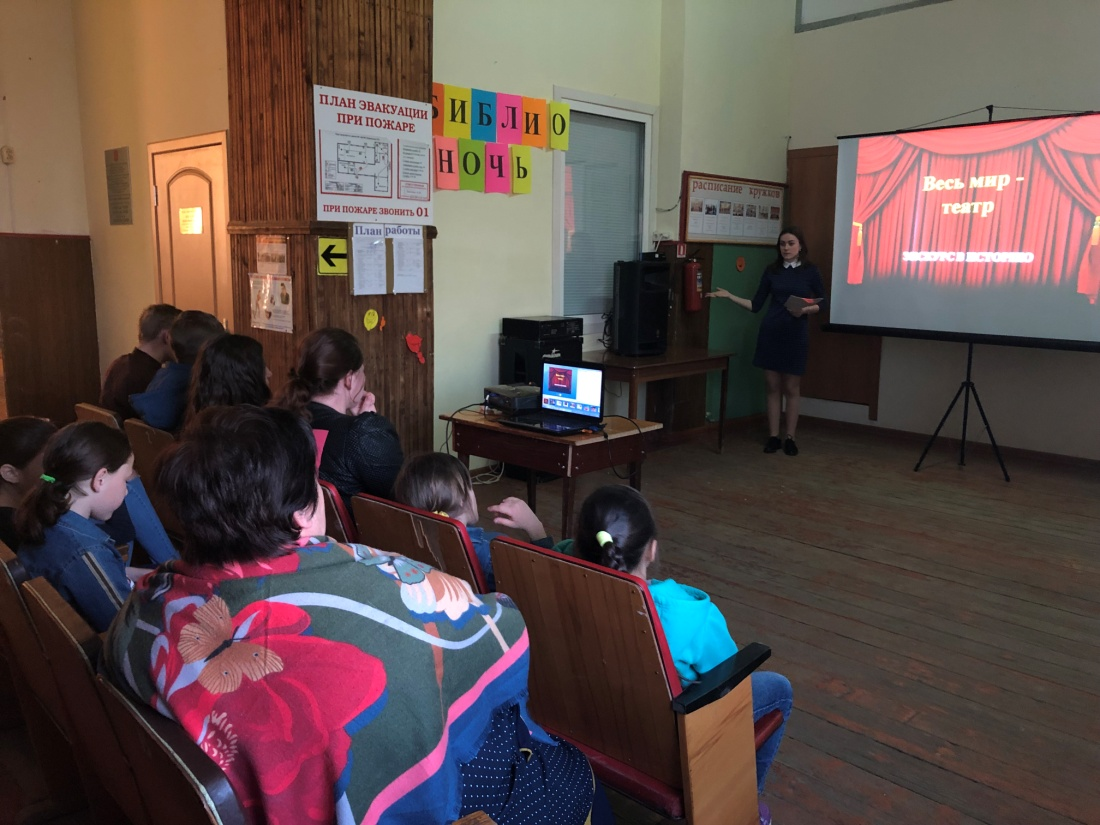 ПЛАН ЭВАКУАЦИИ
ПРИ ПОЖАРЕ
ПРИ ПОЖАРЕ ЗВОНИТЬ 01
План работы
БИБЛИО
НОЧЬ
расписание кружков
Весь мир -
театр
ЭКСКУРС В ИСТОРИЮ